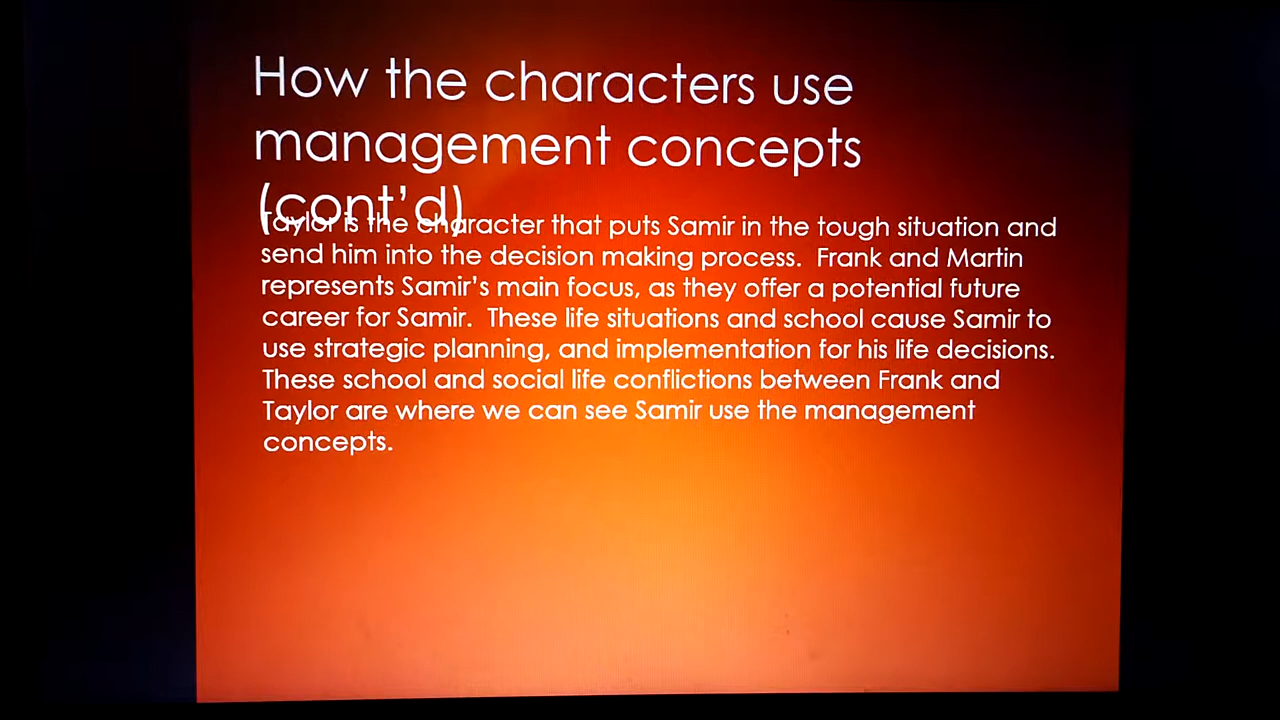 How the characters use
management concepts
(cont'd)
Taylor is the character that puts Samir in the tough situation and
send him into the decision making process.  Frank and Martin
represents Samir's main focus, as they offer a potential future
career for Samir.  These life situations and school cause Samir to
use strategic planning, and implementation for his life decisions.
These school and social life conflictions between Frank and
Taylor are where we can see Samir use the management
concepts.